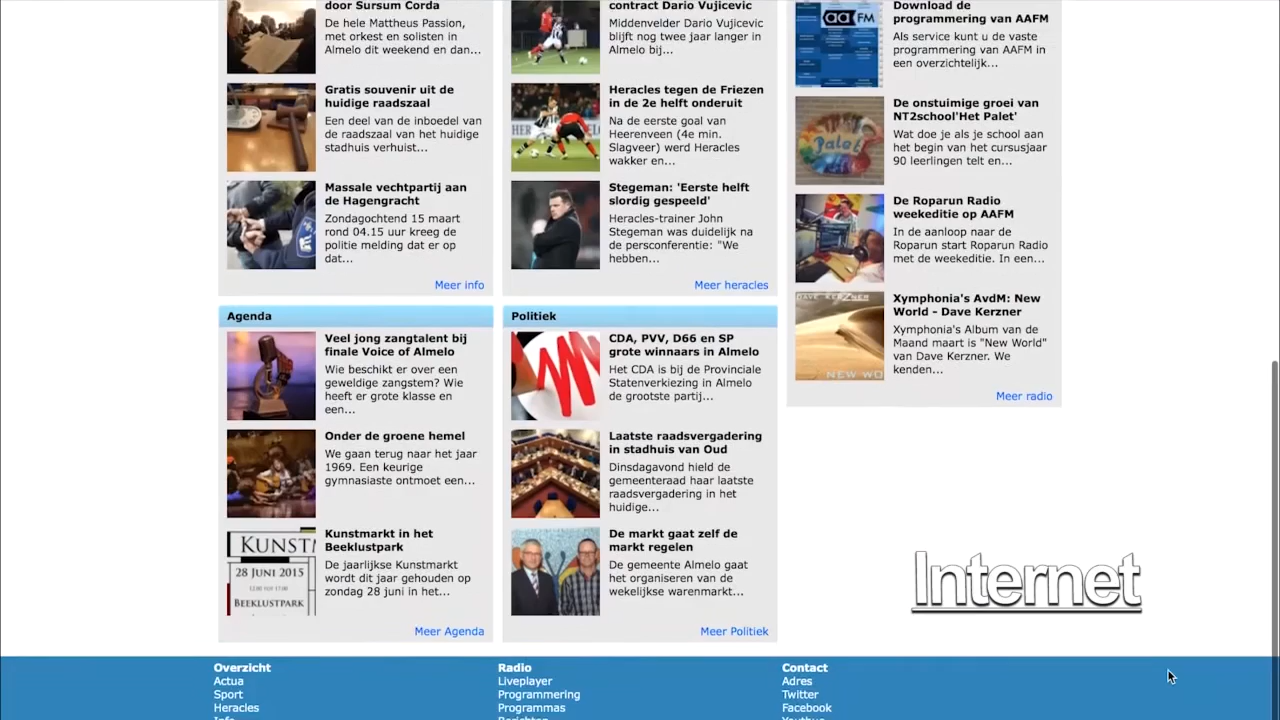 door Sursum Corda
De hele Mattheus Passion,
met orkest en solisten in
Almelo dit weekend en dan...
Gratis souvenir uit de
huidige raadszaal
Een deel van de inboedel van
de raadszaal van het huidige
stadhuis verhuist...
Massale vechtpartij aan
de Hagengracht
Zondagochtend 15 maart
rond 04.15 uur kreeg de
politie melding dat er op
dat...
Meer info
contract Dario Vujicevic
Middenvelder Dario Vujicevic
blijft nog twee jaar langer in
Almelo bij...
Heracles tegen de Friezen
in de 2e helft onderuit
Na de eerste goal van
Heerenveen (4e min.
Slagveer) werd Heracles
wakker en...
Stegeman: 'Eerste helft
slordig gespeeld'
Heracles-trainer John
Stegeman was duidelijk na
de persconferentie: "We
hebben...
Meer heracles
Download de
programmering van AAFM
Als service kunt u de vaste
programmering van AAFM in
een overzichtelijk...
aa FM
De onstuimige groei van
NT2school'Het Palet'
Wat doe je als je school aan
het begin van het cursusjaar
90 leerlingen telt en...
Palet
De Roparun Radio
weekeditie op AAFM
In de aanloop naar de
Roparun start Roparun Radio
met de weekeditie. In een...
Xymphonia's AvdM: New
World - Dave Kerzner
Xymphonia's Album van de
Maand maart is "New World"
van Dave Kerzner. We
kenden...
DAVE KERZNER
NEW WO
Meer radio
Agenda
Veel jong zangtalent bij
finale Voice of Almelo
Wie beschikt er over een
geweldige zangstem? Wie
heeft er grote klasse en
een...
Onder de groene hemel
We gaan terug naar het jaar
1969. Een keurige
gymnasiaste ontmoet een...
Kunstmarkt in het
Beeklustpark
De jaarlijkse Kunstmarkt
wordt dit jaar gehouden op
zondag 28 juni in het...
KUNSTM
28 JUNI 2015
BEEKLUSTPARK
Meer Agenda
Politiek
CDA, PVV, D66 en SP
grote winnaars in Almelo
Het CDA is bij de Provinciale
Statenverkiezing in Almelo
de grootste partij...
Laatste raadsvergadering
in stadhuis van Oud
Dinsdagavond hield de
gemeenteraad haar laatste
raadsvergadering in het
huidige...
De markt gaat zelf de
markt regelen
De gemeente Almelo gaat
het organiseren van de
wekelijkse warenmarkt...
Meer Politiek
Internet
Overzicht
Actua
Sport
Heracles
Info
Radio
Liveplayer
Programmering
Programmas
Berichten
Contact
Adres
Twitter
Facebook
Youtube